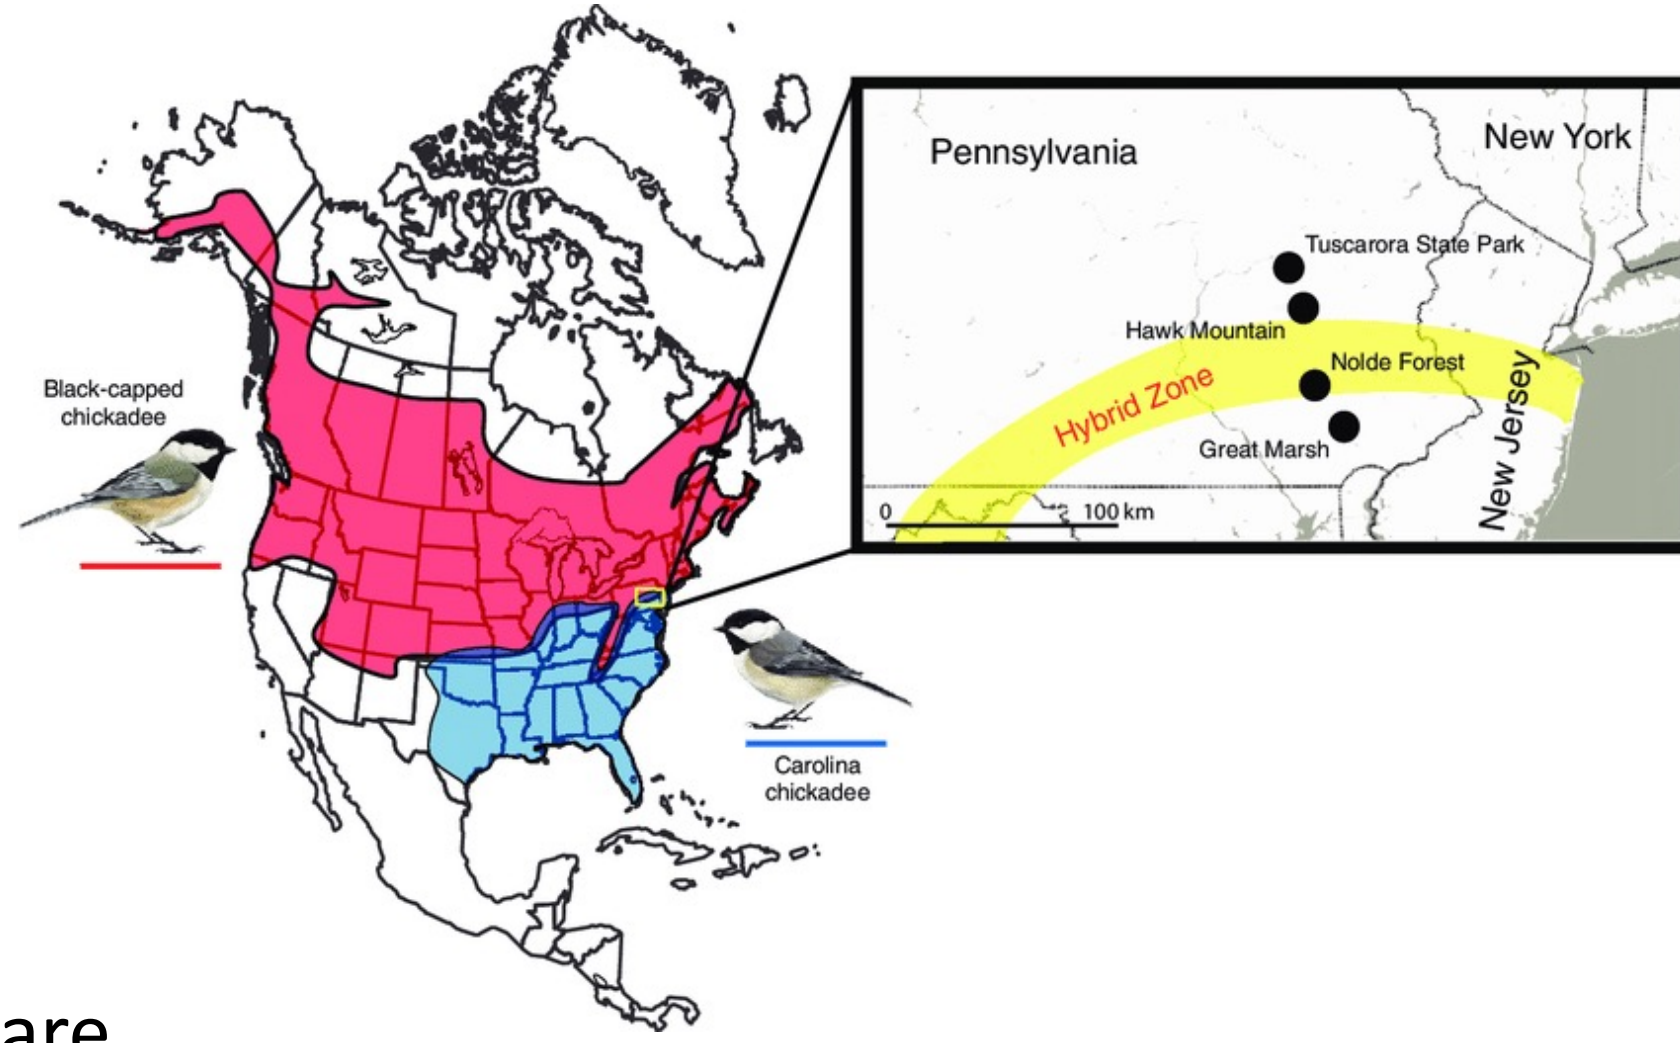 Pennsylvania
New York
Tuscarora State Park
Hawk Mountain
Nolde Forest
Hybrid Zone
Great Marsh
New Jersey
0 100 km
Black-capped
chickadee
Carolina
chickadee
are